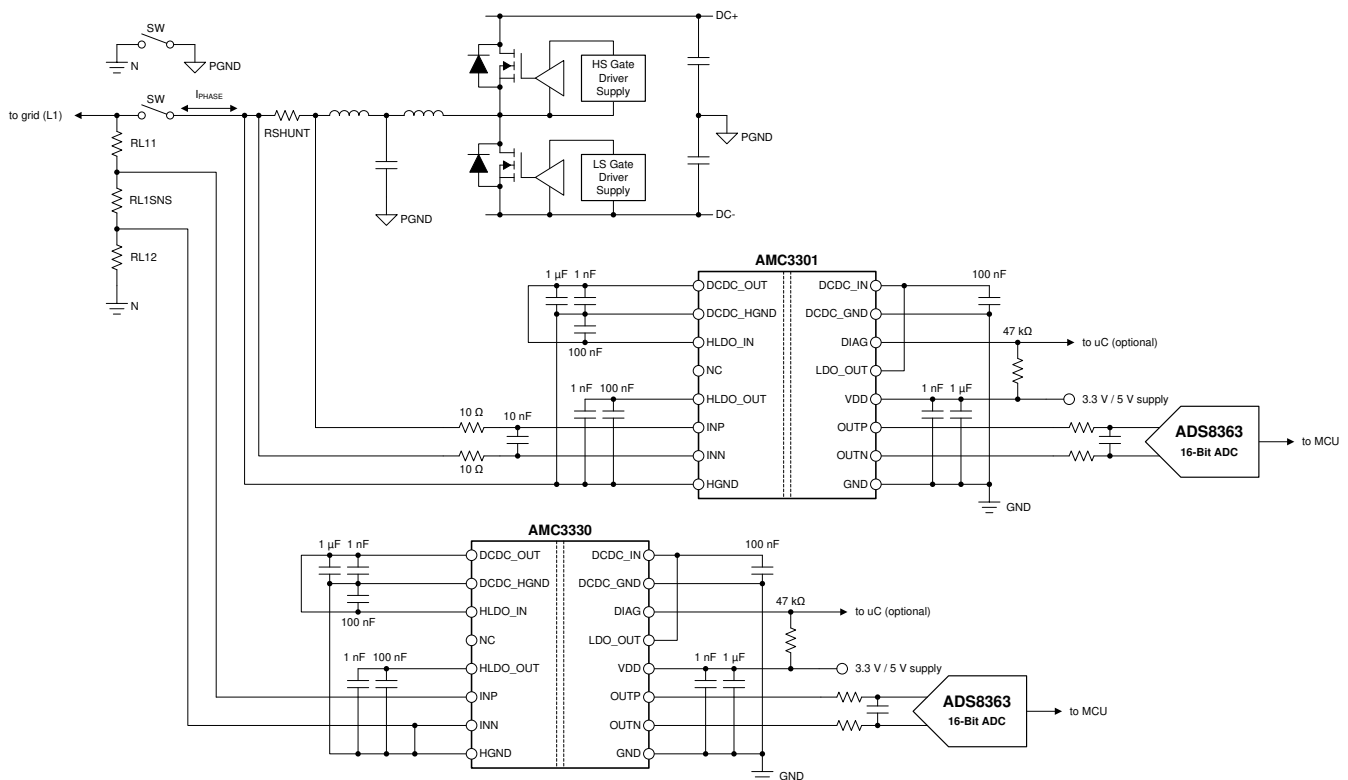 SW
N
PGND
to grid (L1)
SW
IPHASE
RSHUNT
RL11
RL1SNS
RL12
N
PGND
DC+
HS Gate
Driver
Supply
PGND
LS Gate
Driver
Supply
DC-
AMC3301
1 µF 1 nF
100 nF
DCDC_OUT DCDC_IN
DCDC_HGND DCDC_GND
100 nF
47 kΩ
HLDO_IN DIAG to uC (optional)
NC LDO_OUT
1 nF 100 nF
1 nF 1 µF
HLDO_OUT VDD 3.3 V / 5 V supply
10 Ω 10 nF
INP OUTP
10 Ω
INN OUTN
HGND GND
GND
ADS8363
16-Bit ADC
to MCU
AMC3330
1 µF 1 nF
100 nF
DCDC_OUT DCDC_IN
DCDC_HGND DCDC_GND
100 nF
47 kΩ
HLDO_IN DIAG to uC (optional)
NC LDO_OUT
1 nF 100 nF
1 nF 1 µF
HLDO_OUT VDD 3.3 V / 5 V supply
INP OUTP
INN OUTN
HGND GND
GND
ADS8363
16-Bit ADC
to MCU